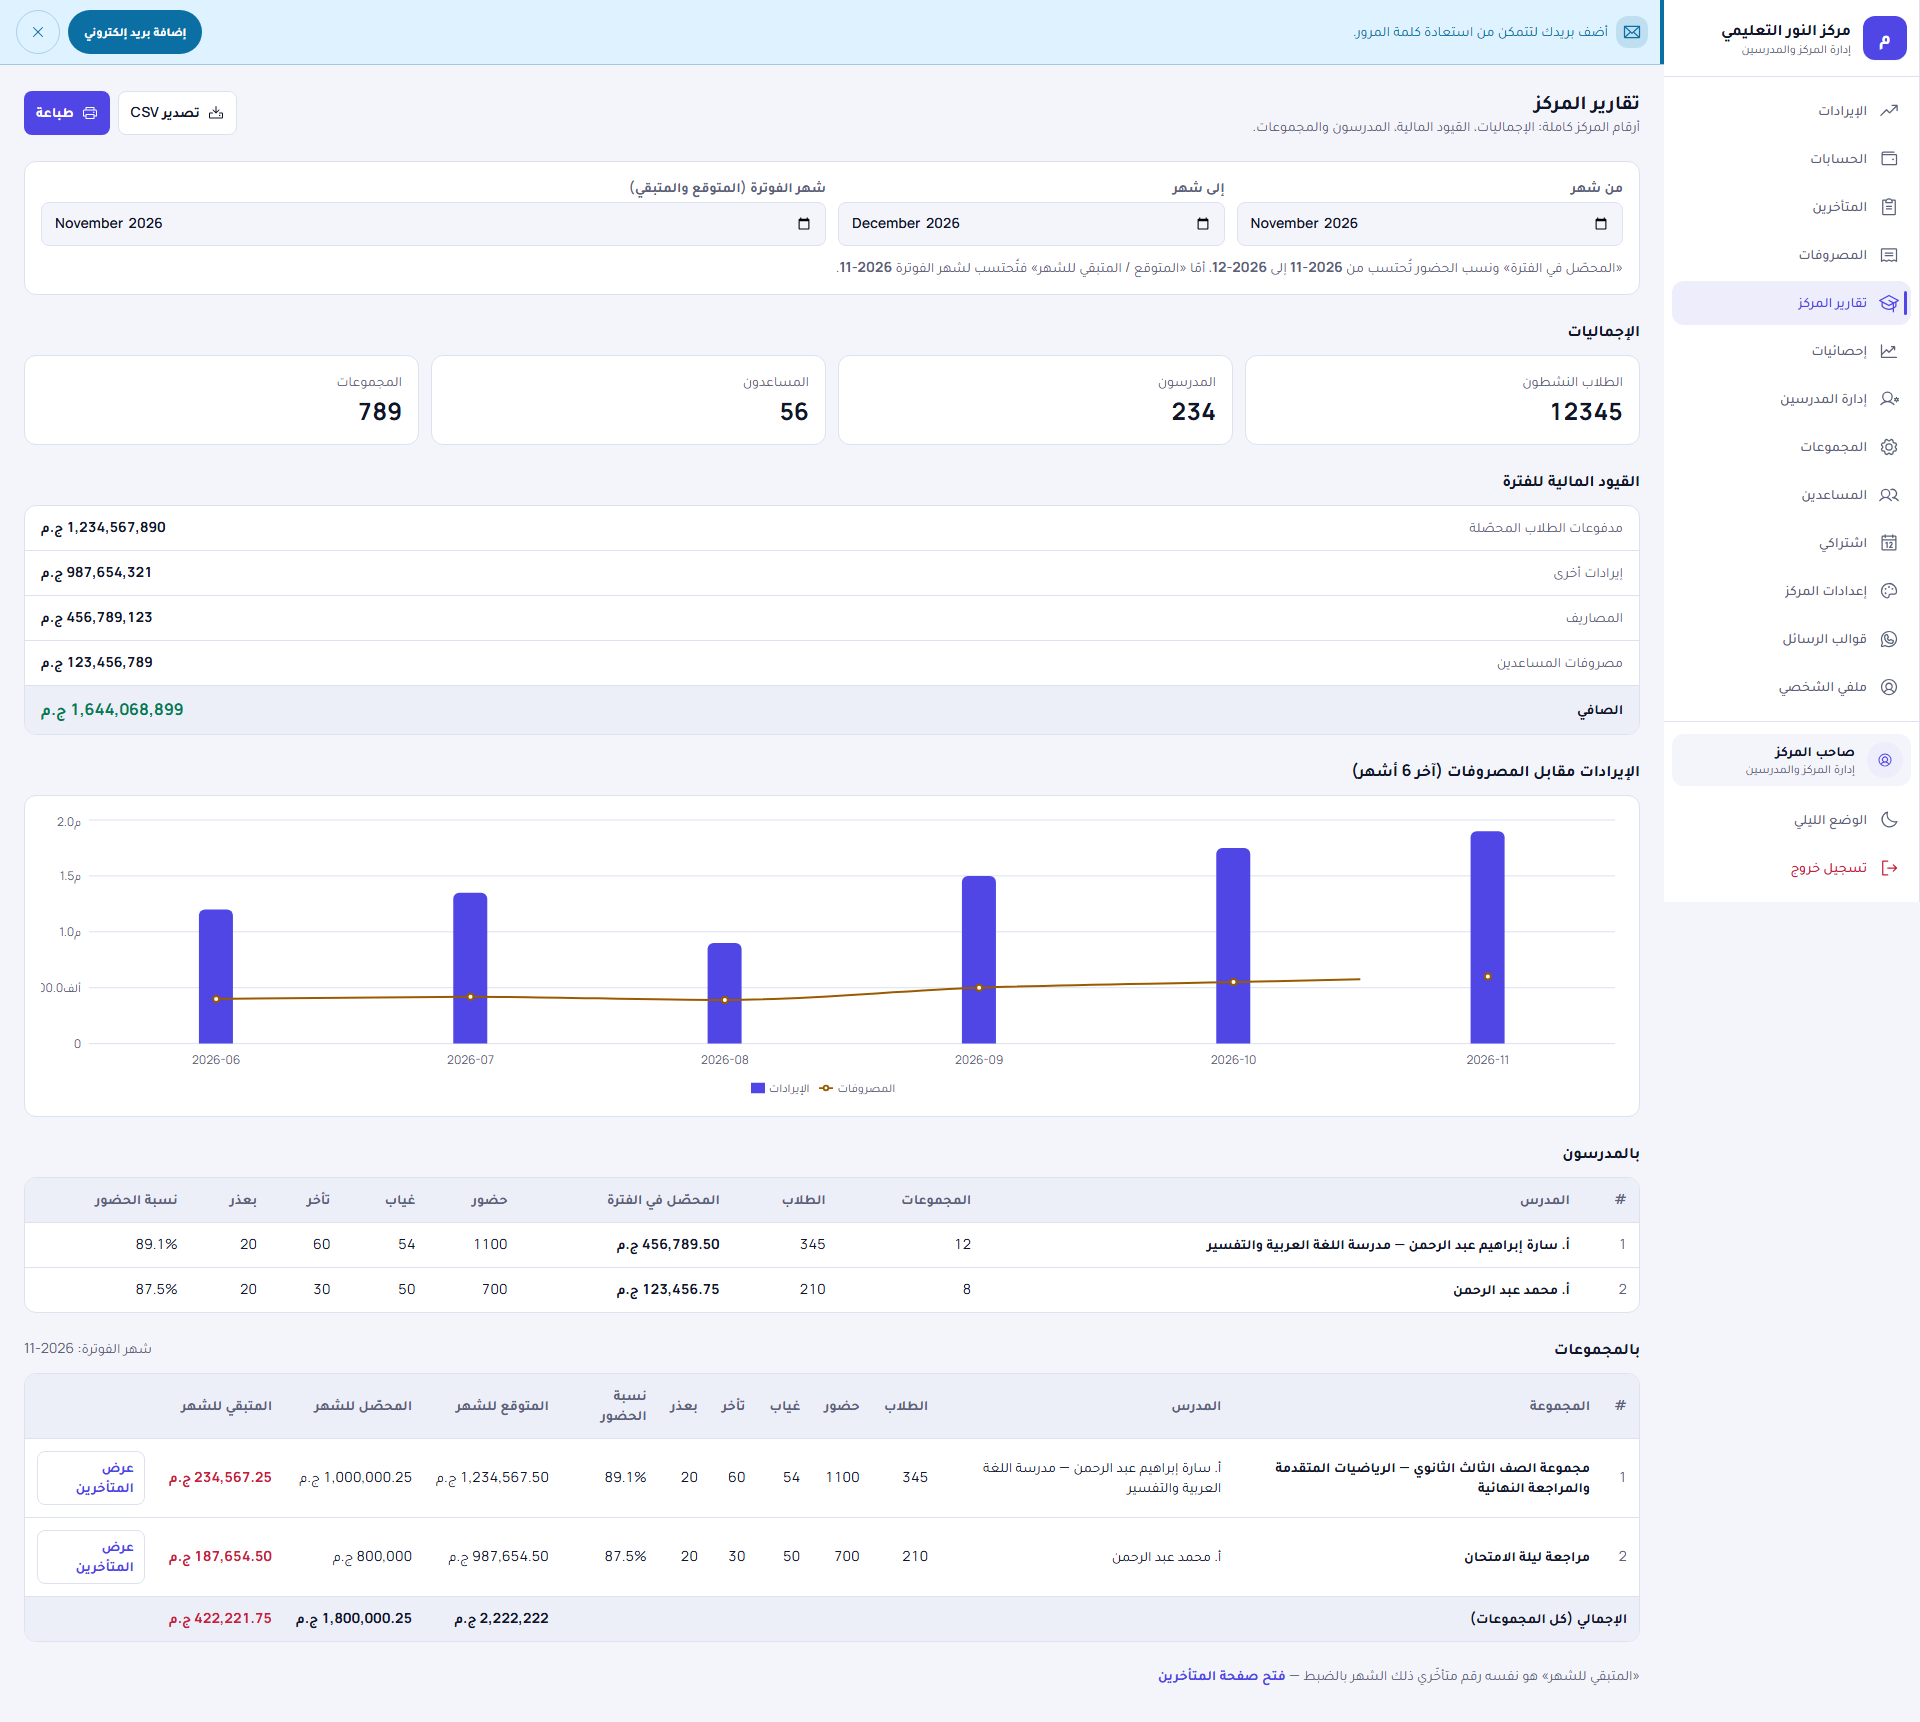 مركز النور التعليمي
إدارة المركز والمدرسين
م
الإيرادات
الحسابات
المتأخرين
المصروفات
تقارير المركز
إحصائيات
إدارة المدرسين
المجموعات
المساعدين
اشتراكي
إعدادات المركز
قوالب الرسائل
ملفي الشخصي
صاحب المركز
إدارة المركز والمدرسين
الوضع الليلي
تسجيل خروج
أضف بريدك لتتمكن من استعادة كلمة المرور.
إضافة بريد إلكتروني
تقارير المركز
أرقام المركز كاملة: الإجماليات، القيود المالية، المدرسون والمجموعات.
تصدير CSV
طباعة
من شهر
إلى شهر
شهر الفوترة (المتوقع والمتبقي)
November 2026
December 2026
November 2026
«المحصّل في الفترة» ونسب الحضور تُحتسب من 2026-11 إلى 2026-12. أمّا «المتوقع / المتبقي للشهر» فتُحتسب لشهر الفوترة 2026-11.
الإجماليات
الطلاب النشطون
12345
المدرسون
234
المساعدون
56
المجموعات
789
القيود المالية للفترة
مدفوعات الطلاب المحصّلة 1,234,567,890 ج.م
إيرادات أخرى 987,654,321 ج.م
المصاريف 456,789,123 ج.م
مصروفات المساعدين 123,456,789 ج.م
الصافي 1,644,068,899 ج.م
الإيرادات مقابل المصروفات (آخر 6 أشهر)
2.0م
1.5م
1.0م
00.0ألف
0
2026-06 2026-07 2026-08 2026-09 2026-10 2026-11
الإيرادات المصروفات
بالمدرسون
# المدرس المجموعات الطلاب المحصّل في الفترة حضور غياب تأخر بعذر نسبة الحضور
1 أ. سارة إبراهيم عبد الرحمن — مدرسة اللغة العربية والتفسير 12 345 456,789.50 ج.م 1100 54 60 20 89.1%
2 أ. محمد عبد الرحمن 8 210 123,456.75 ج.م 700 50 30 20 87.5%
بالمجموعات
شهر الفوترة: 2026-11
# المجموعة المدرس الطلاب حضور غياب تأخر بعذر نسبة الحضور المتوقع للشهر المحصّل للشهر المتبقي للشهر
1 مجموعة الصف الثالث الثانوي — الرياضيات المتقدمة والمراجعة النهائية أ. سارة إبراهيم عبد الرحمن — مدرسة اللغة العربية والتفسير 345 1100 54 60 20 89.1% 1,234,567.50 ج.م 1,000,000.25 ج.م 234,567.25 ج.م عرض المتأخرين
2 مراجعة ليلة الامتحان أ. محمد عبد الرحمن 210 700 50 30 20 87.5% 987,654.50 ج.م 800,000 ج.م 187,654.50 ج.م عرض المتأخرين
الإجمالي (كل المجموعات) 2,222,222 ج.م 1,800,000.25 ج.م 422,221.75 ج.م
«المتبقي للشهر» هو نفسه رقم متأخّري ذلك الشهر بالضبط — فتح صفحة المتأخرين